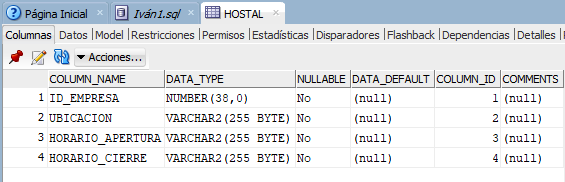 Página Inicial Iván1.sql HOSTAL
Columnas Datos Model Restricciones Permisos Estadísticas Disparadores Flashback Dependencias Detalles
Acciones...
COLUMN_NAME DATA_TYPE NULLABLE DATA_DEFAULT COLUMN_ID COMMENTS
1 ID_EMPRESA NUMBER(38,0) No (null) 1 (null)
2 UBICACION VARCHAR2(255 BYTE) No (null) 2 (null)
3 HORARIO_APERTURA VARCHAR2(255 BYTE) No (null) 3 (null)
4 HORARIO_CIERRE VARCHAR2(255 BYTE) No (null) 4 (null)